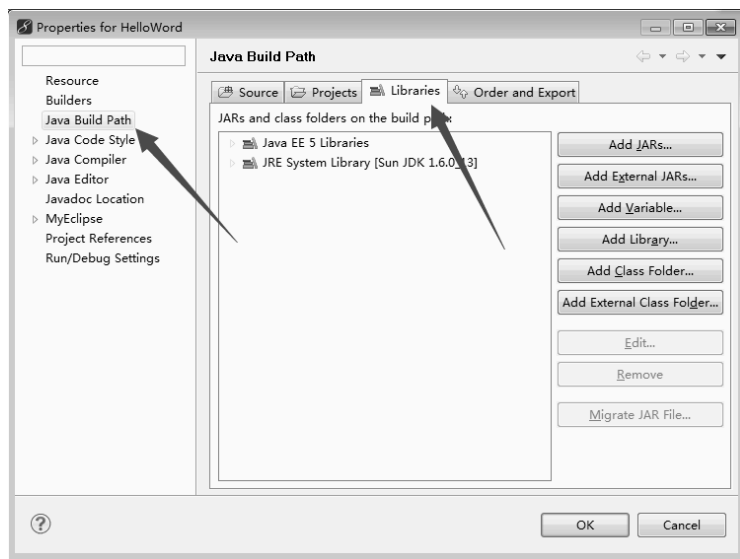 Properties for HelloWord
Resource
Builders
Java Build Path
Java Code Style
Java Compiler
Java Editor
Javadoc Location
MyEclipse
Project References
Run/Debug Settings
Java Build Path
Source Projects Libraries Order and Export
JARs and class folders on the build
Java EE 5 Libraries
JRE System Library [Sun JDK 1.6.0_13]
Add JARs...
Add External JARs...
Add Variable...
Add Library...
Add Class Folder...
Add External Class Folder...
Edit...
Remove
Migrate JAR File...
?
OK Cancel